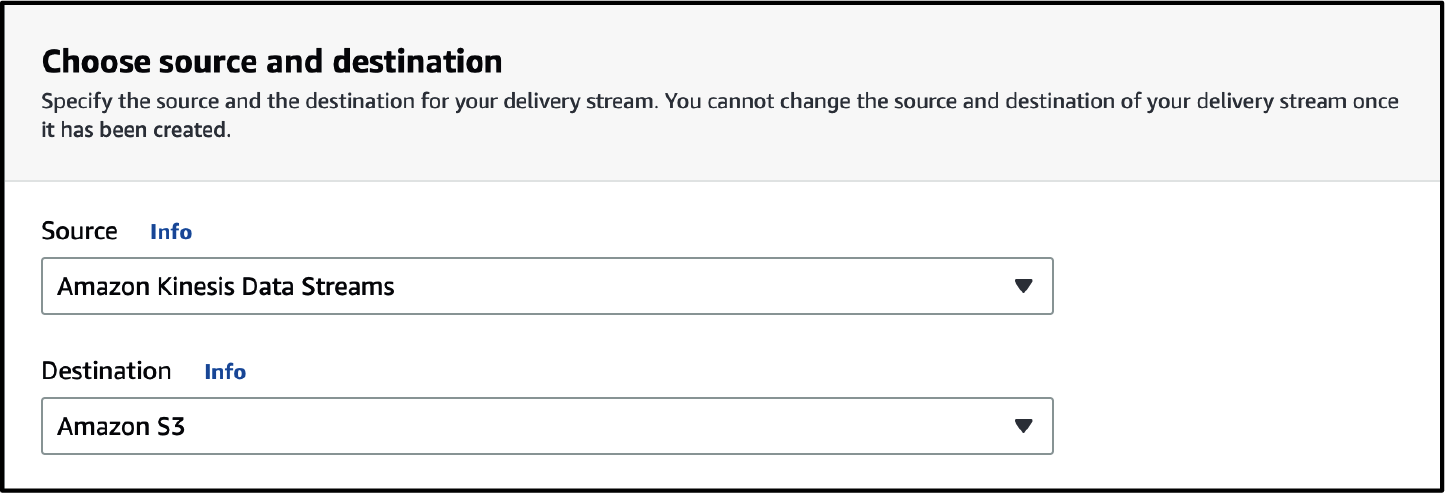 Choose source and destination
Specify the source and the destination for your delivery stream. You cannot change the source and destination of your delivery stream once
it has been created.
Source Info
Amazon Kinesis Data Streams
Destination Info
Amazon S3